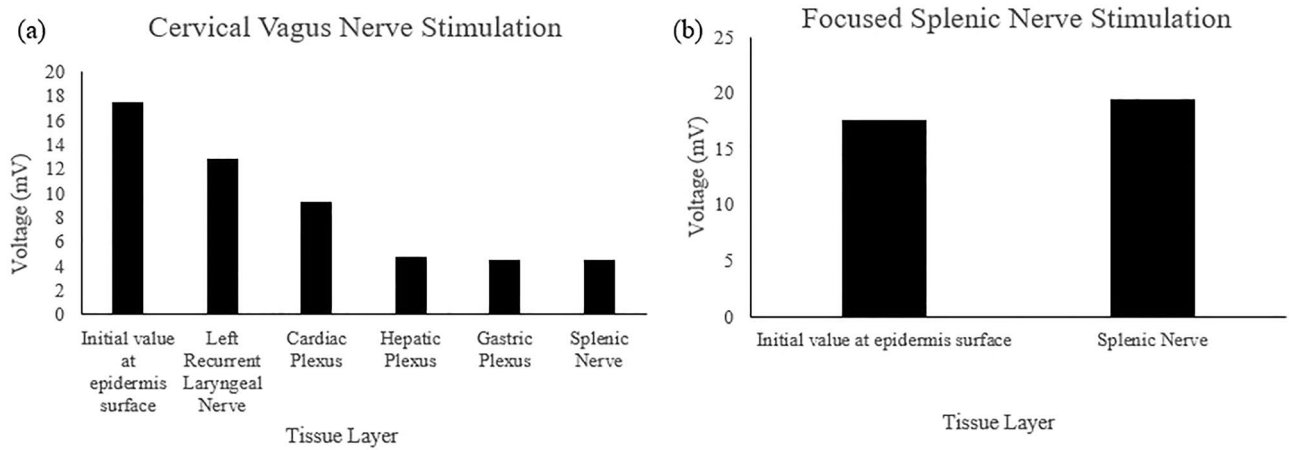 (a)
Cervical Vagus Nerve Stimulation
Voltage (mV)
20
18
16
14
12
10
8
6
4
2
0
Initial value
at
epidermis
surface
Left
Recurrent
Laryngeal
Nerve
Cardiac
Plexus
Hepatic
Plexus
Gastric
Plexus
Splenic
Nerve
Tissue Layer
(b)
Focused Splenic Nerve Stimulation
Voltage (mV)
25
20
15
10
5
0
Initial value at epidermis surface
Splenic Nerve
Tissue Layer